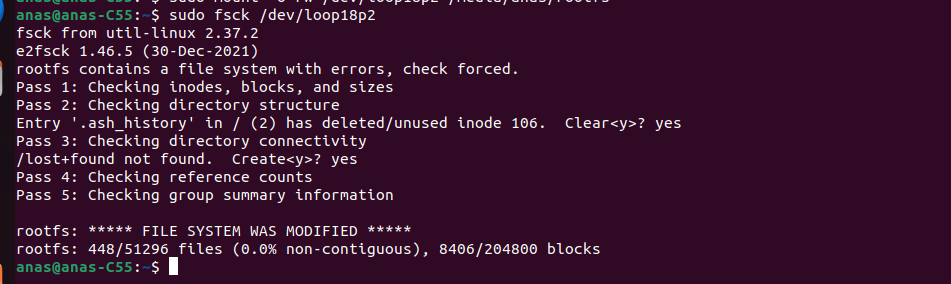 anas@anas-C55:~$ sudo fsck /dev/loop18p2
fsck from util-linux 2.37.2
e2fsck 1.46.5 (30-Dec-2021)
rootfs contains a file system with errors, check forced.
Pass 1: Checking inodes, blocks, and sizes
Pass 2: Checking directory structure
Entry '.ash_history' in / (2) has deleted/unused inode 106.  Clear<y>? yes
Pass 3: Checking directory connectivity
/lost+found not found.  Create<y>? yes
Pass 4: Checking reference counts
Pass 5: Checking group summary information

rootfs: ***** FILE SYSTEM WAS MODIFIED *****
rootfs: 448/51296 files (0.0% non-contiguous), 8406/204800 blocks
anas@anas-C55:~$